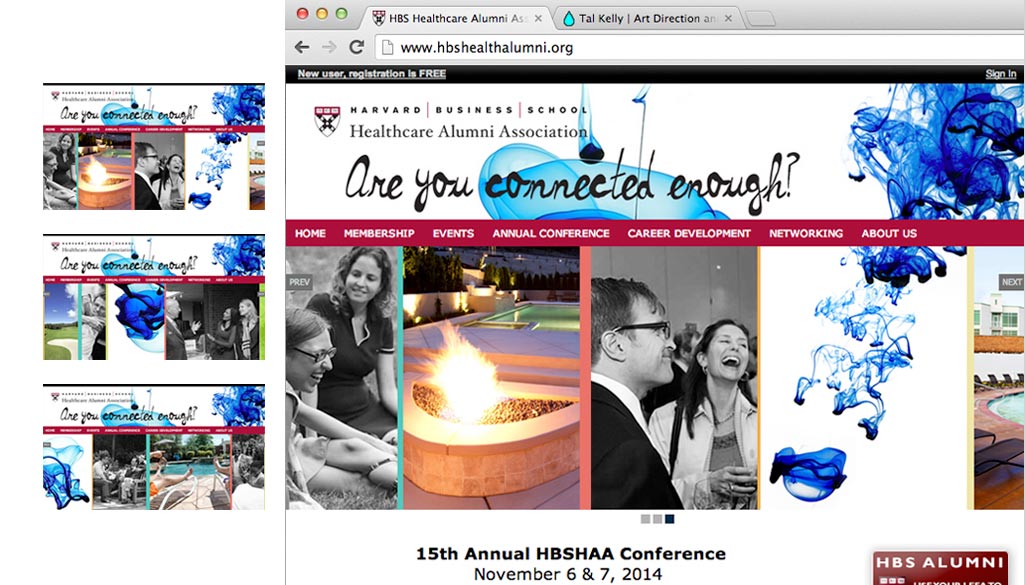 HBS Healthcare Alumni Ass
Tal Kelly | Art Direction an
www.hbshealthalumni.org
New user, registration is FREE
Sign In
HARVARD | BUSINESS | SCHOOL
Healthcare Alumni Association
Are you connected enough?
HOME MEMBERSHIP EVENTS ANNUAL CONFERENCE CAREER DEVELOPMENT NETWORKING ABOUT US
PREV
NEXT
15th Annual HBSHAA Conference
November 6 & 7, 2014
HBS ALUMNI
HARVARD | BUSINESS | SCHOOL
Healthcare Alumni Association
Are you connected enough?
HOME MEMBERSHIP EVENTS ANNUAL CONFERENCE CAREER DEVELOPMENT NETWORKING ABOUT US
HARVARD | BUSINESS | SCHOOL
Healthcare Alumni Association
Are you connected enough?
HOME MEMBERSHIP EVENTS ANNUAL CONFERENCE CAREER DEVELOPMENT NETWORKING ABOUT US
HARVARD | BUSINESS | SCHOOL
Healthcare Alumni Association
Are you connected enough?
HOME MEMBERSHIP EVENTS ANNUAL CONFERENCE CAREER DEVELOPMENT NETWORKING ABOUT US